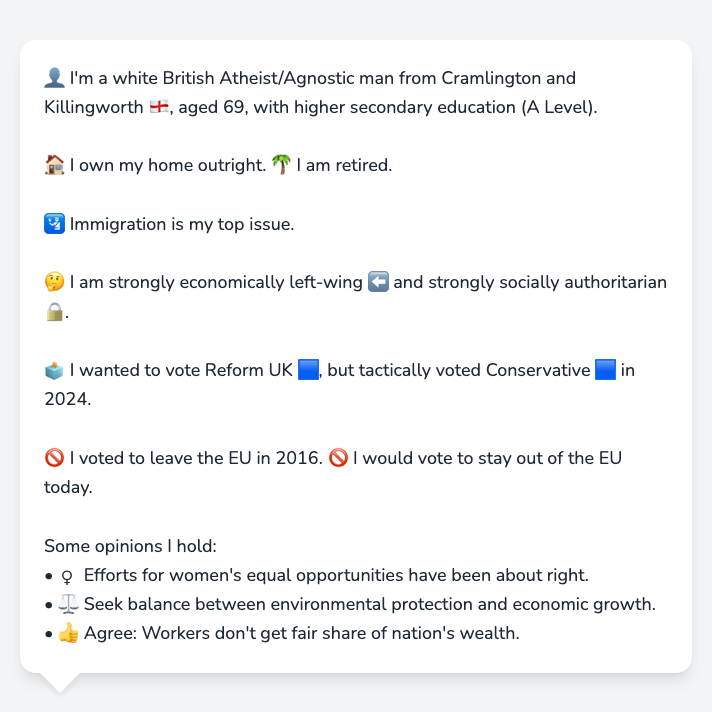 👤 I'm a white British Atheist/Agnostic man from Cramlington and
Killingworth 🏴󠁧󠁢󠁥󠁮󠁧󠁿, aged 69, with higher secondary education (A Level).
🏠 I own my home outright. 🌴 I am retired.
🛂 Immigration is my top issue.
🤔 I am strongly economically left-wing ⬅️ and strongly socially authoritarian
🔒.
🗳️ I wanted to vote Reform UK 🟦, but tactically voted Conservative 🟦 in
2024.
🚫 I voted to leave the EU in 2016. 🚫 I would vote to stay out of the EU
today.
Some opinions I hold:
• ♀ Efforts for women's equal opportunities have been about right.
• ⚖️ Seek balance between environmental protection and economic growth.
• 👍 Agree: Workers don't get fair share of nation's wealth.